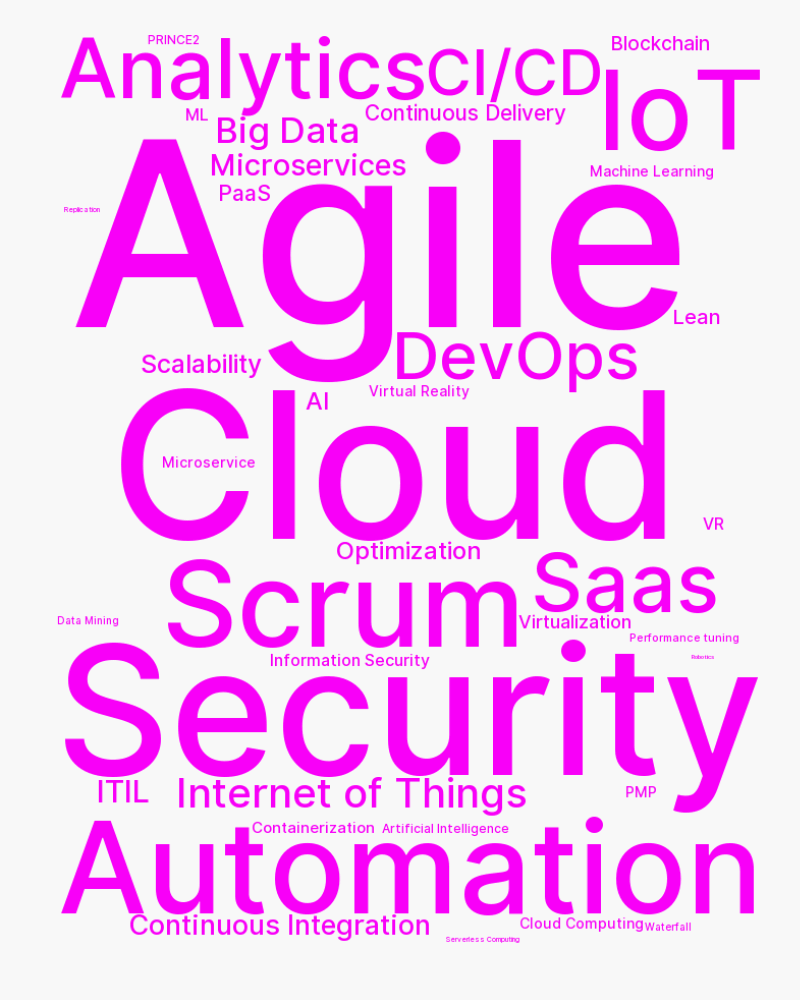 PRINCE2
Blockchain
Analytics
CI/CD
IoT
ML
Continuous Delivery
Big Data
Microservices
Machine Learning
PaaS
Replication
Agile
Lean
DevOps
Scalability
Virtual Reality
AI
Cloud
Microservice
VR
Optimization
Saas
Scrum
Data Mining
Virtualization
Performance tuning
Robotics
Information Security
Security
ITIL
Internet of Things
PMP
Containerization
Artificial Intelligence
Automation
Continuous Integration
Cloud Computing
Waterfall
Serverless Computing